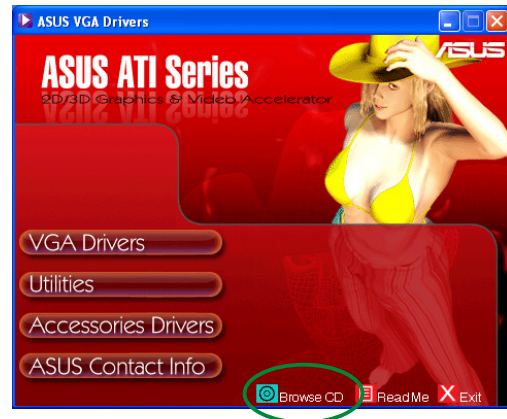 ASUS VGA Drivers
ASUS
ASUS ATI Series
2D/3D Graphics & Video Accelerator
VGA Drivers
Utilities
Accessories Drivers
ASUS Contact Info
Browse CD ReadMe Exit